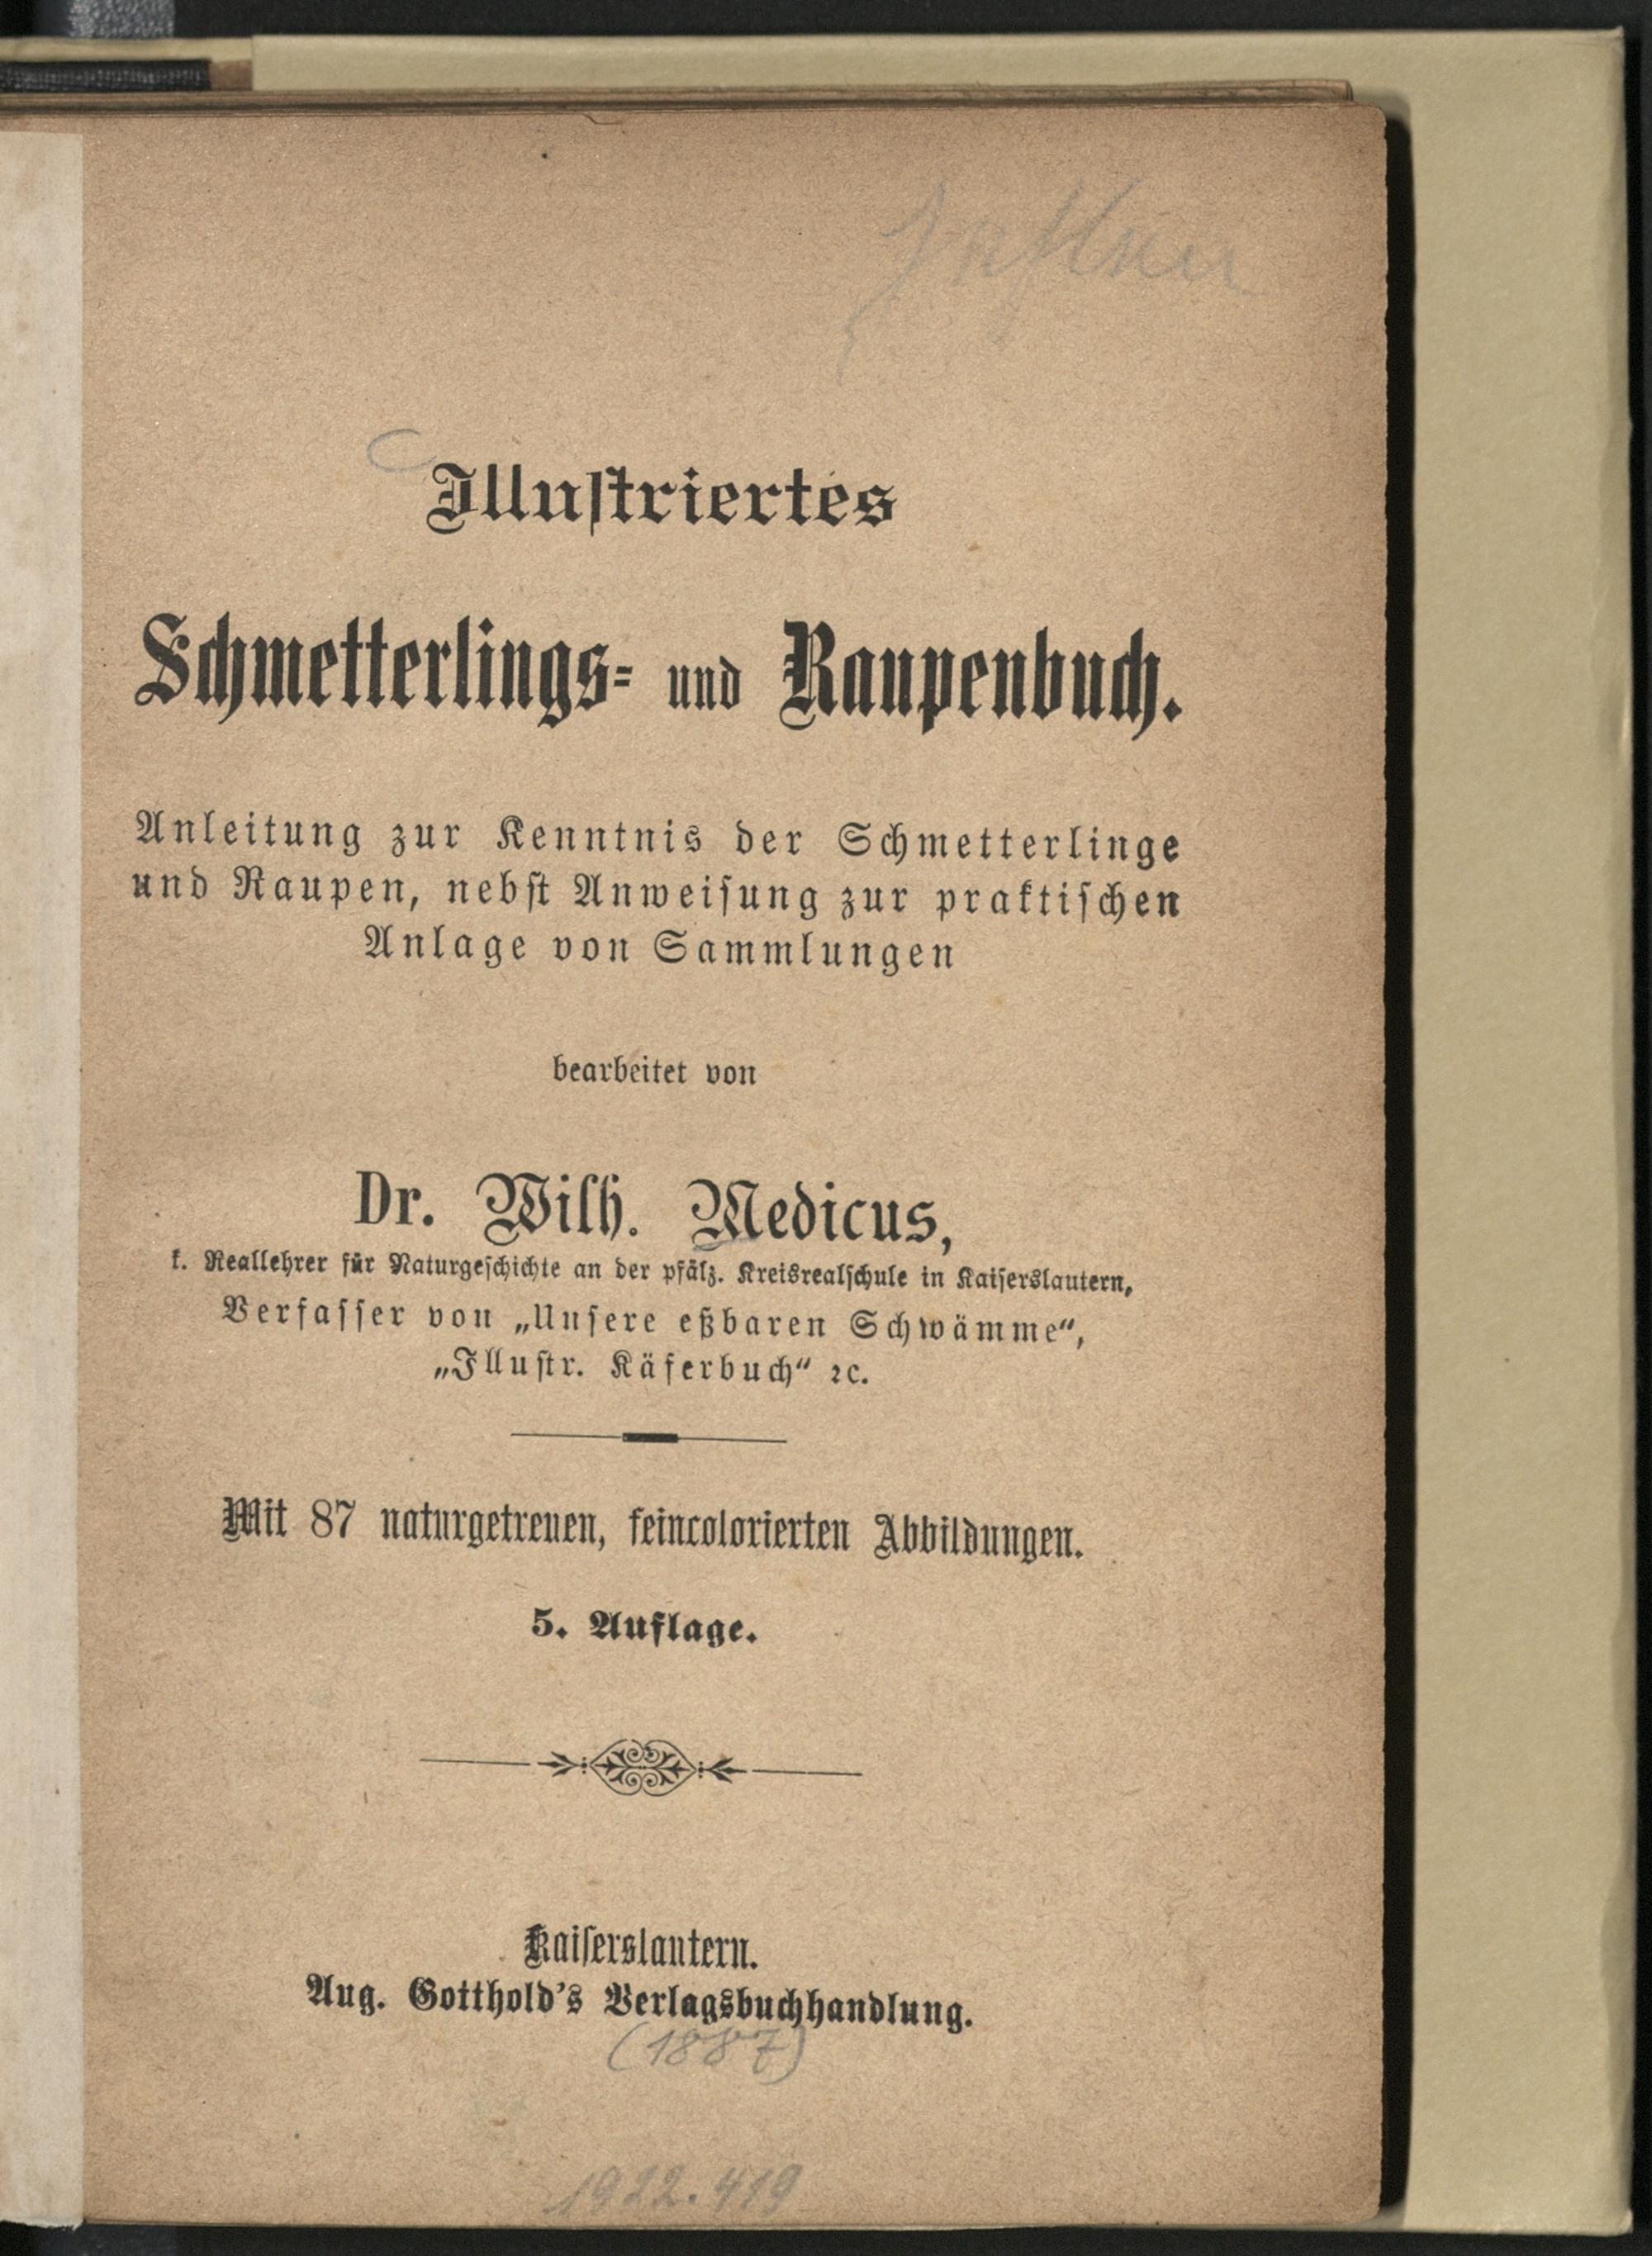 Illuſtriertes
Schmetterlings- und Raupenbuch.
Anleitung zur Kenntnis der Schmetterlinge
und Raupen, nebſt Anweiſung zur praktiſchen
Anlage von Sammlungen
bearbeitet von
Dr. Wilh. Medicus,
k. Reallehrer für Naturgeſchichte an der pfälz. Kreisrealſchule in Kaiſerslautern,
Verfaſſer von „Unſere eßbaren Schwämme“,
„Illuſtr. Käferbuch“ ꝛc.
Mit 87 naturgetreuen, feincolorierten Abbildungen.
5. Auflage.
Kaiſerslautern.
Aug. Gotthold's Verlagsbuchhandlung.
(1887)
1922.419